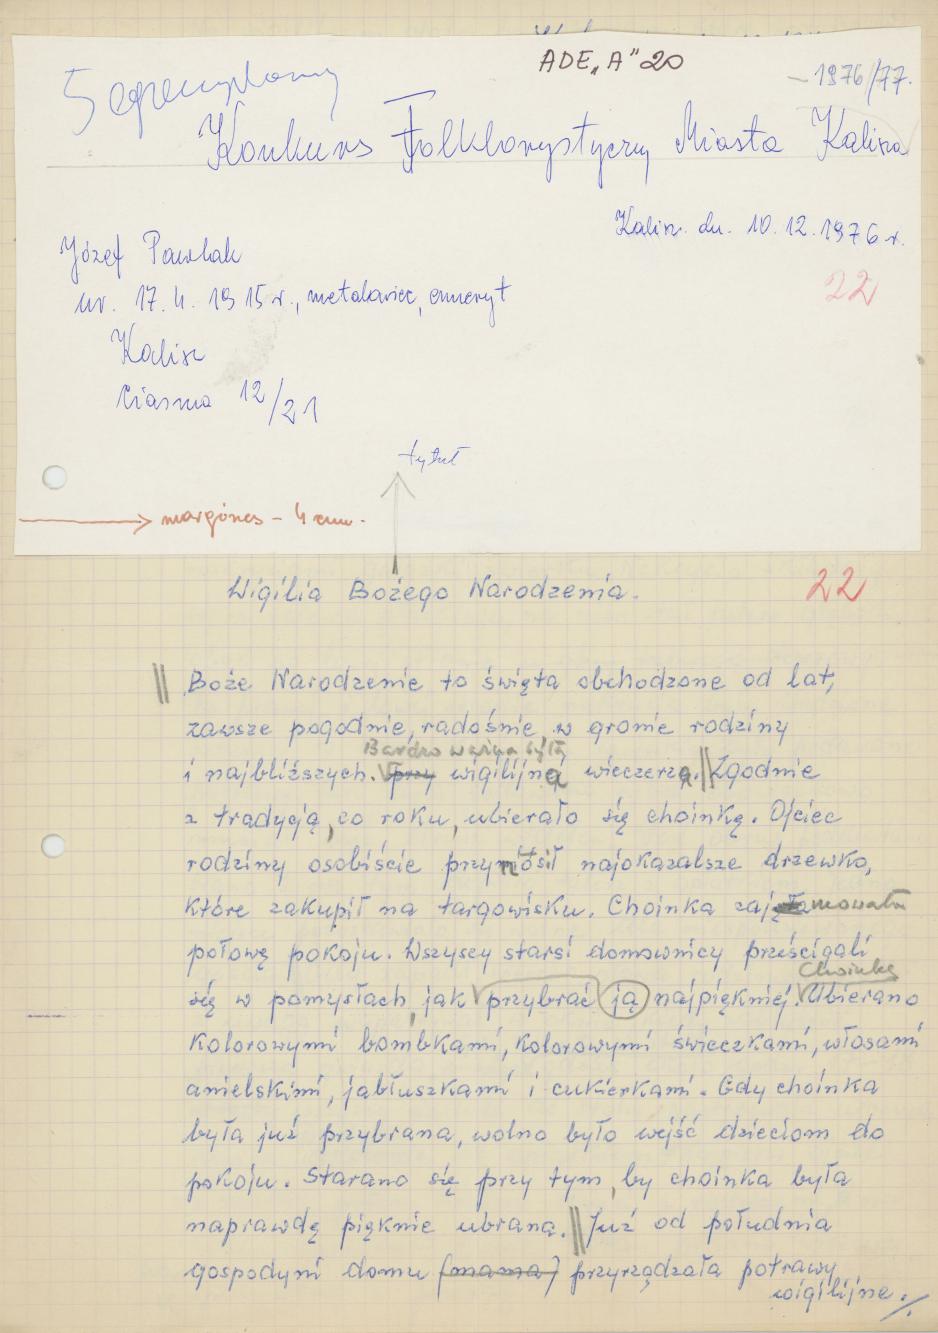 ADE „A" 20
5 egzemplarzy
- 1976/77.
Konkurs Folklorystyczny Miasta Kalisza
Kalisz dn. 10.12.1976 r.
Józef Pawlak
ur. 17.4.1915 r., metalowiec, emeryt
22
Kalisz
Ciasna 12/21
tytuł
margines - 4 cm.
Wigilia Bożego Narodzenia.
22
Boże Narodzenie to święta obchodzone od lat,
zawsze pogodnie, radośnie, w gronie rodziny
Bardzo ważna była
i najbliższych. przy wigilijną wieczerzą. Zgodnie
z tradycją, co roku, ubierało się choinkę. Ojciec
rodziny osobiście przynosił najokazalsze drzewko,
które zakupił na targowisku. Choinka zajmowała
połowę pokoju. Wszyscy starsi domownicy prześcigali
Choinkę
się w pomysłach, jak przybrać ją najpiękniej. Ubierano
kolorowymi bombkami, kolorowymi świeczkami, włosami
anielskimi, jabłuszkami i cukierkami. Gdy choinka
była już przybrana, wolno było wejść dzieciom do
pokoju. Starano się przy tym, by choinka była
naprawdę pięknie ubrana. Już od południa
gospodyni domu (mama) przyrządzała potrawy
wigilijne.